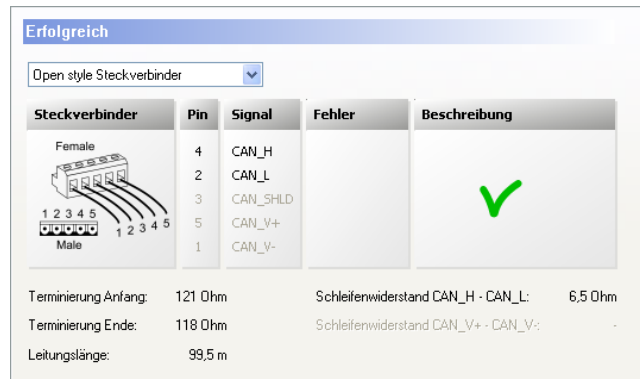 Erfolgreich
Open style Steckverbinder
Steckverbinder Pin Signal Fehler Beschreibung
Female
4 CAN_H
2 CAN_L
3 CAN_SHLD
1 2 3 4 5
5 CAN_V+
1 2 3 4 5
Male
1 CAN_V-
Terminierung Anfang: 121 Ohm Schleifenwiderstand CAN_H - CAN_L: 6,5 Ohm
Terminierung Ende: 118 Ohm Schleifenwiderstand CAN_V+ - CAN_V-: -
Leitungslänge: 99,5 m